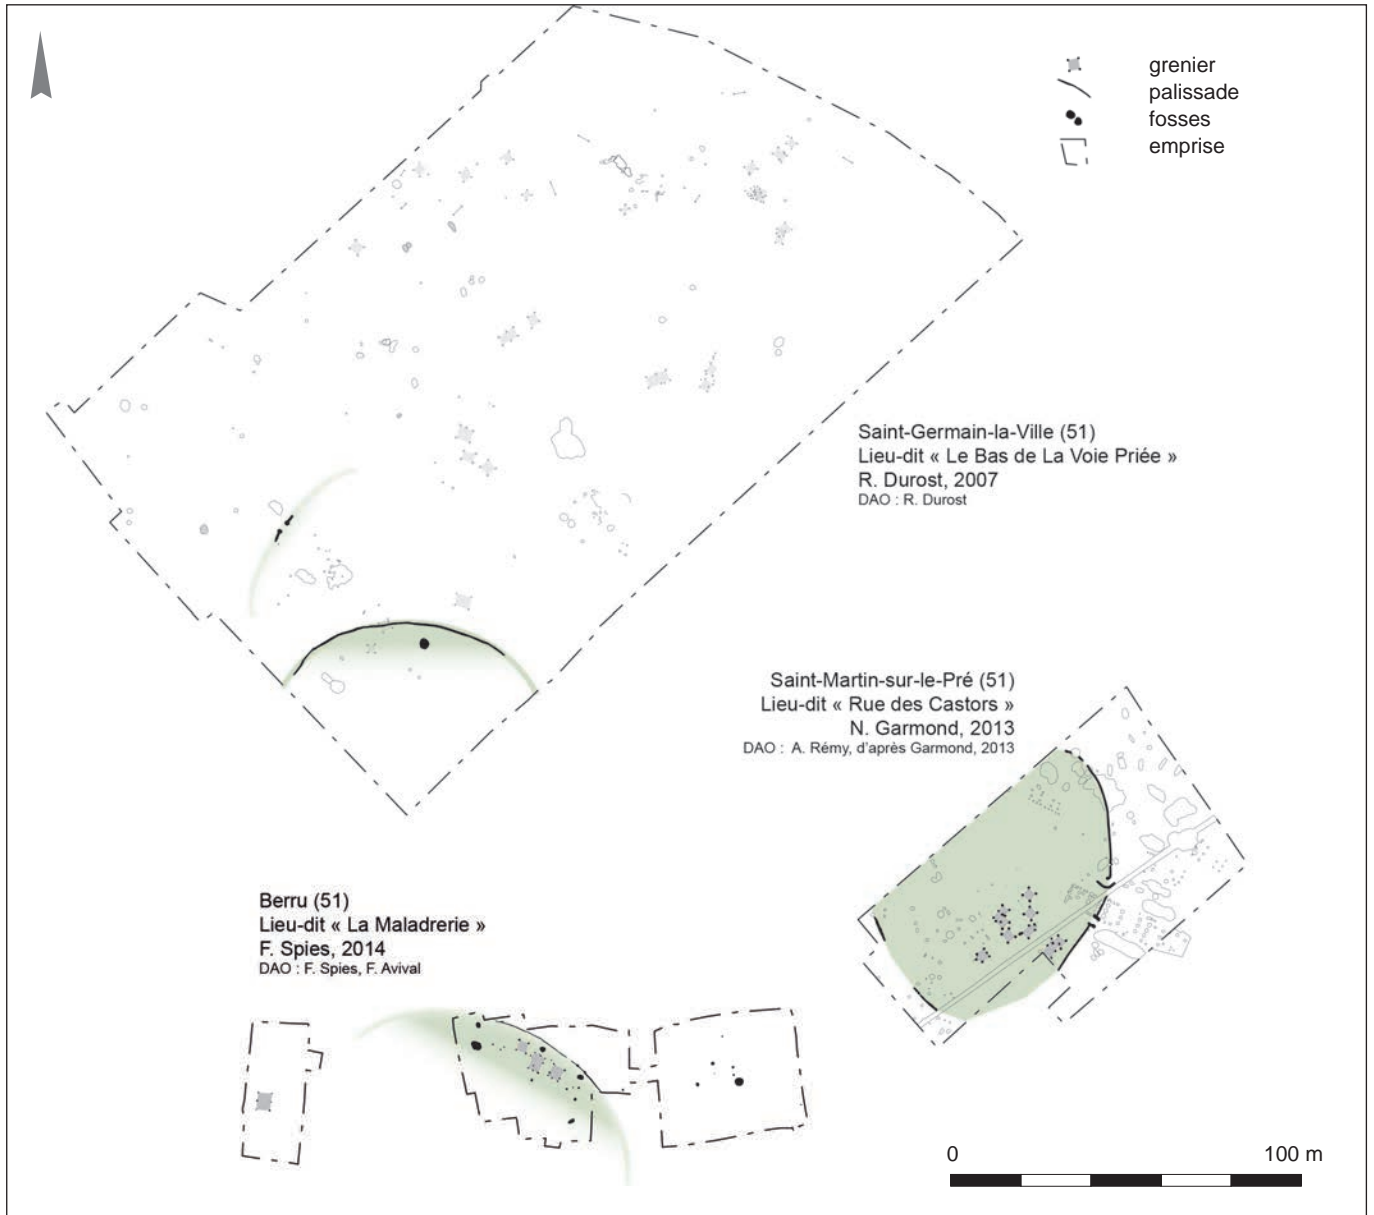 grenier
palissade
fosses
emprise
Saint-Germain-la-Ville (51)
Lieu-dit « Le Bas de La Voie Priée »
R. Durost, 2007
DAO : R. Durost
Saint-Martin-sur-le-Pré (51)
Lieu-dit « Rue des Castors »
N. Garmond, 2013
DAO : A. Rémy, d'après Garmond, 2013
Berru (51)
Lieu-dit « La Maladrerie »
F. Spies, 2014
DAO : F. Spies, F. Avival
0 100 m